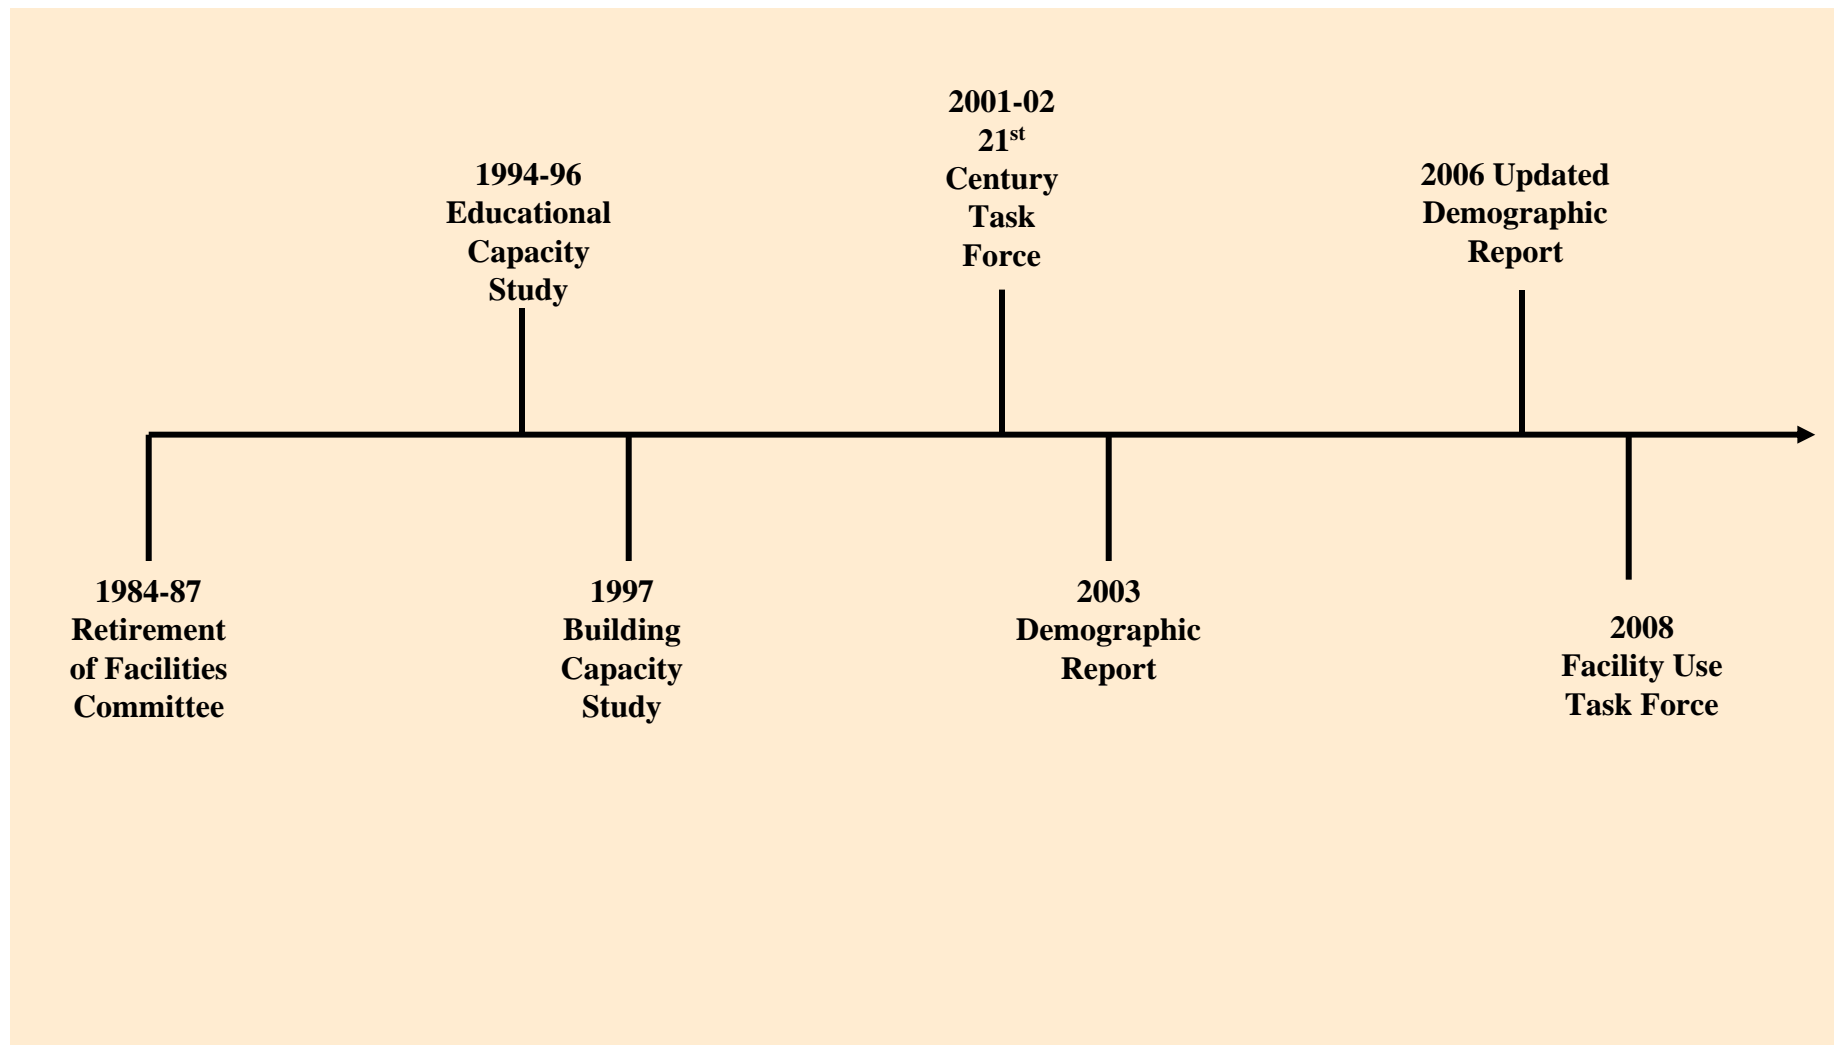 2001-02
21st
Century
Task
Force
1994-96
Educational
Capacity
Study
2006 Updated
Demographic
Report
1984-87
Retirement
of Facilities
Committee
1997
Building
Capacity
Study
2003
Demographic
Report
2008
Facility Use
Task Force